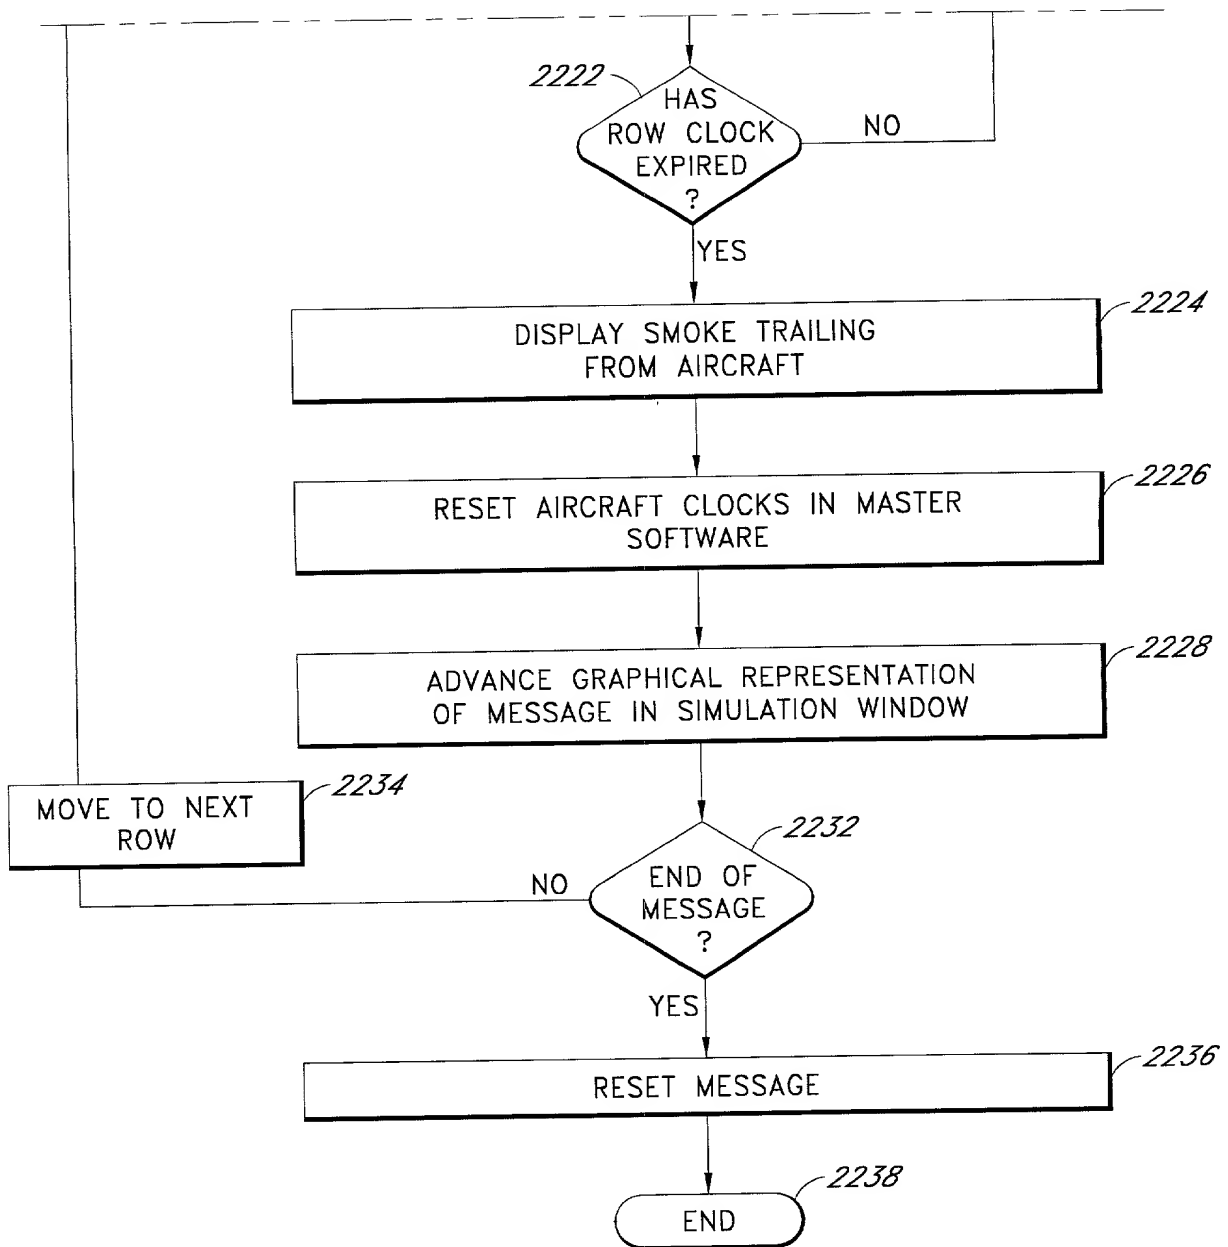 2222
HAS
ROW CLOCK
EXPIRED
?
NO
YES
2224
DISPLAY SMOKE TRAILING
FROM AIRCRAFT
2226
RESET AIRCRAFT CLOCKS IN MASTER
SOFTWARE
2228
ADVANCE GRAPHICAL REPRESENTATION
OF MESSAGE IN SIMULATION WINDOW
2234
MOVE TO NEXT
ROW
2232
END OF
MESSAGE
?
NO
YES
2236
RESET MESSAGE
2238
END